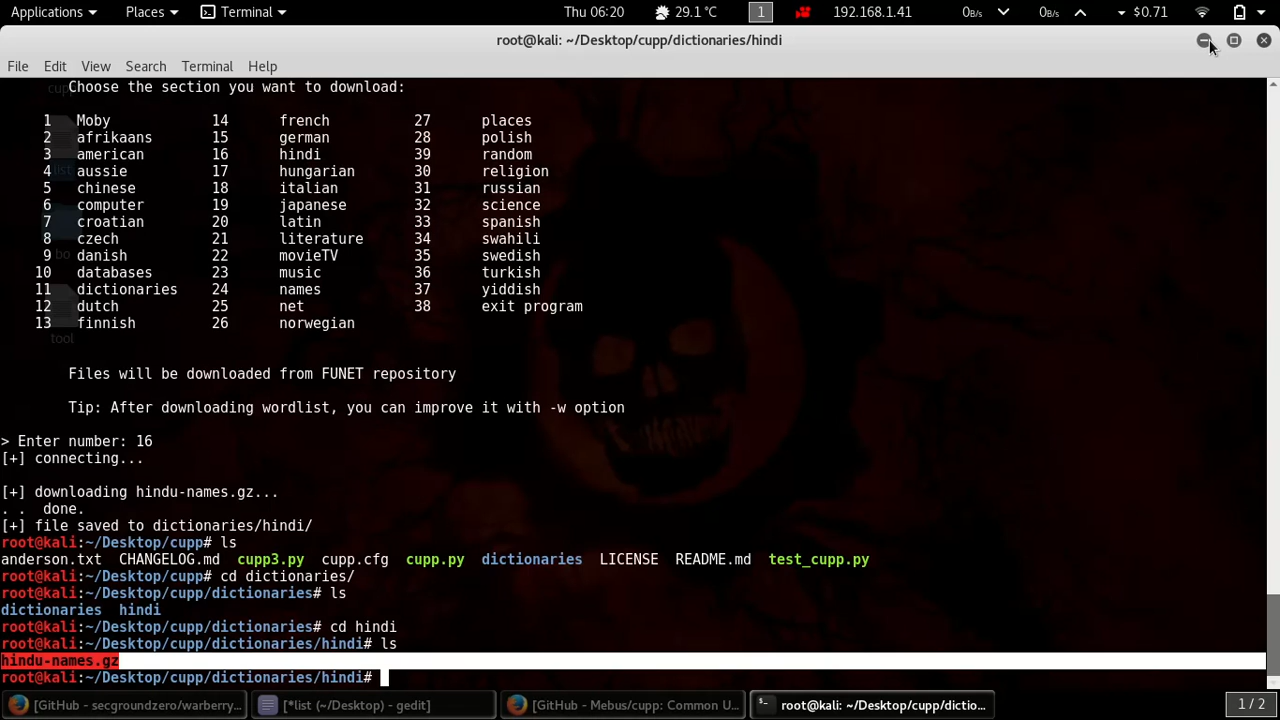 Applications Places Terminal Thu 06:20 29.1 °C 1 192.168.1.41 0B/s 0B/s $0.71
root@kali: ~/Desktop/cupp/dictionaries/hindi
File Edit View Search Terminal Help
Choose the section you want to download:
1 Moby 14 french 27 places
2 afrikaans 15 german 28 polish
3 american 16 hindi 39 random
4 aussie 17 hungarian 30 religion
5 chinese 18 italian 31 russian
6 computer 19 japanese 32 science
7 croatian 20 latin 33 spanish
8 czech 21 literature 34 swahili
9 danish 22 movieTV 35 swedish
10 databases 23 music 36 turkish
11 dictionaries 24 names 37 yiddish
12 dutch 25 net 38 exit program
13 finnish 26 norwegian
tool
Files will be downloaded from FUNET repository
Tip: After downloading wordlist, you can improve it with -w option
> Enter number: 16
[+] connecting...
[+] downloading hindu-names.gz...
. . done.
[+] file saved to dictionaries/hindi/
root@kali:~/Desktop/cupp# ls
anderson.txt CHANGELOG.md cupp3.py cupp.cfg cupp.py dictionaries LICENSE README.md test_cupp.py
root@kali:~/Desktop/cupp# cd dictionaries/
root@kali:~/Desktop/cupp/dictionaries# ls
dictionaries hindi
root@kali:~/Desktop/cupp/dictionaries# cd hindi
root@kali:~/Desktop/cupp/dictionaries/hindi# ls
hindu-names.gz
root@kali:~/Desktop/cupp/dictionaries/hindi#
[GitHub - secgroundzero/warberry... [*list (~/Desktop) - gedit] [GitHub - Mebus/cupp: Common U... root@kali: ~/Desktop/cupp/dictio... 1 / 2